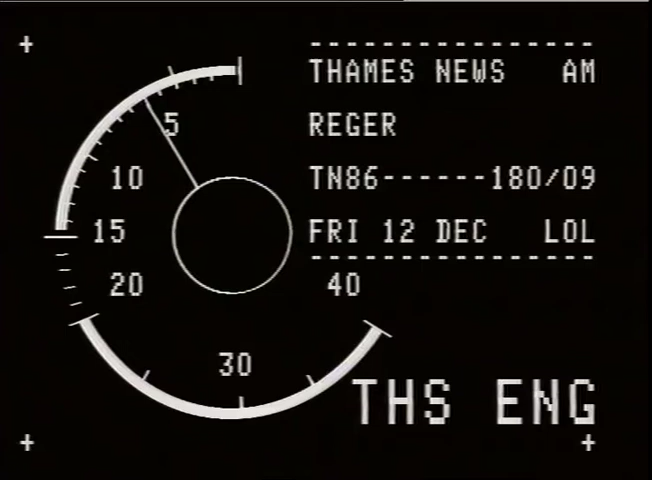 THAMES NEWS AM
REGER
TN86------180/09
FRI 12 DEC LOL
5
10
15
20
30
40
THS ENG